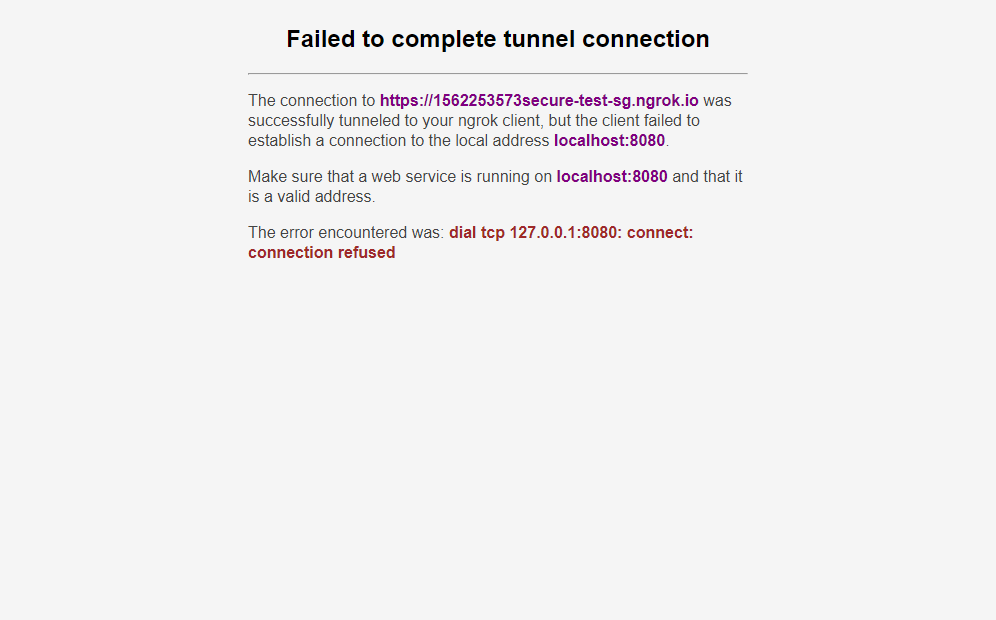 Failed to complete tunnel connection
The connection to https://1562253573secure-test-sg.ngrok.io was
successfully tunneled to your ngrok client, but the client failed to
establish a connection to the local address localhost:8080.
Make sure that a web service is running on localhost:8080 and that it
is a valid address.
The error encountered was: dial tcp 127.0.0.1:8080: connect:
connection refused